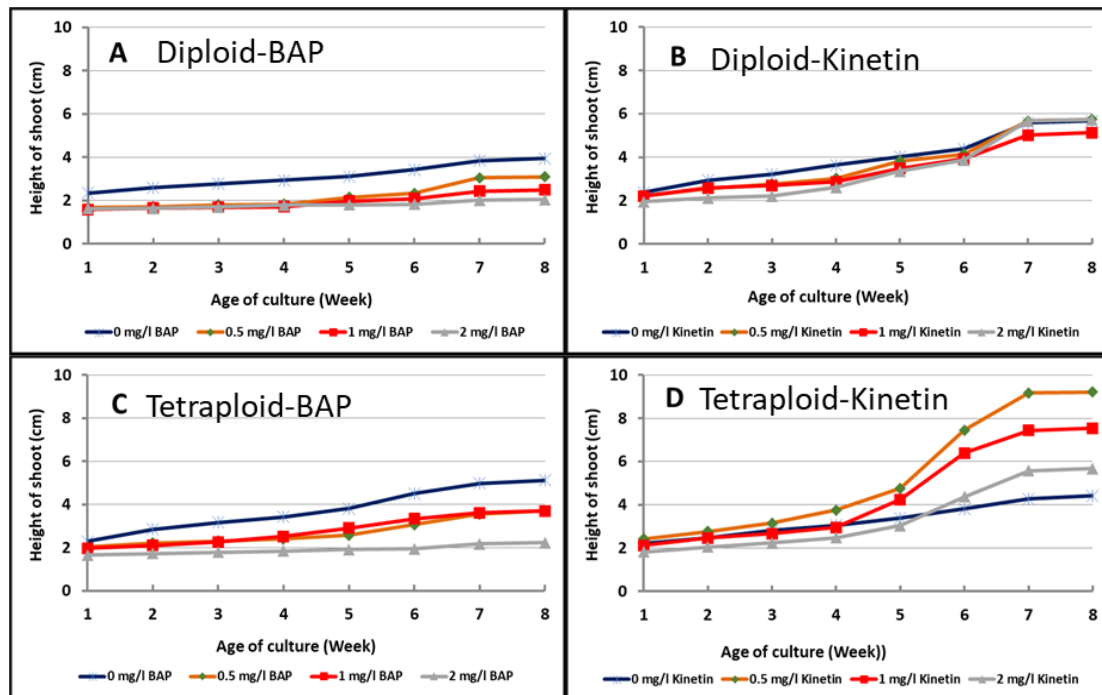 A Diploid-BAP
Height of shoot (cm)
10
8
6
4
2
0
1 2 3 4 5 6 7 8
Age of culture (Week)
0 mg/l BAP 0.5 mg/l BAP 1 mg/l BAP 2 mg/l BAP
B Diploid-Kinetin
Height of shoot (cm)
10
8
6
4
2
0
1 2 3 4 5 6 7 8
Age of culture (Week)
0 mg/l Kinetin 0.5 mg/l Kinetin 1 mg/l Kinetin 2 mg/l Kinetin
C Tetraploid-BAP
Height of shoot (cm)
10
8
6
4
2
0
1 2 3 4 5 6 7 8
Age of culture (Week)
0 mg/l BAP 0.5 mg/l BAP 1 mg/l BAP 2 mg/l BAP
D Tetraploid-Kinetin
Height of shoot (cm)
10
8
6
4
2
0
1 2 3 4 5 6 7 8
Age of culture (Week))
0 mg/l Kinetin 0.5 mg/l Kinetin 1 mg/l Kinetin 2 mg/l Kinetin